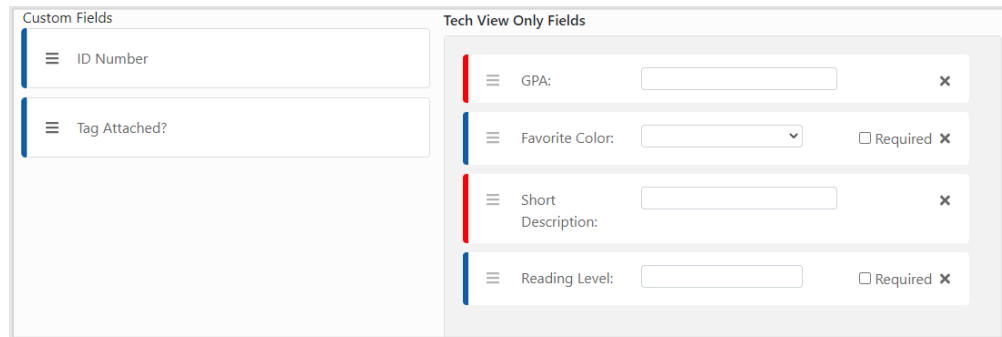 Custom Fields
ID Number
Tag Attached?
Tech View Only Fields
GPA:
Favorite Color:
Required
Short
Description:
Reading Level:
Required